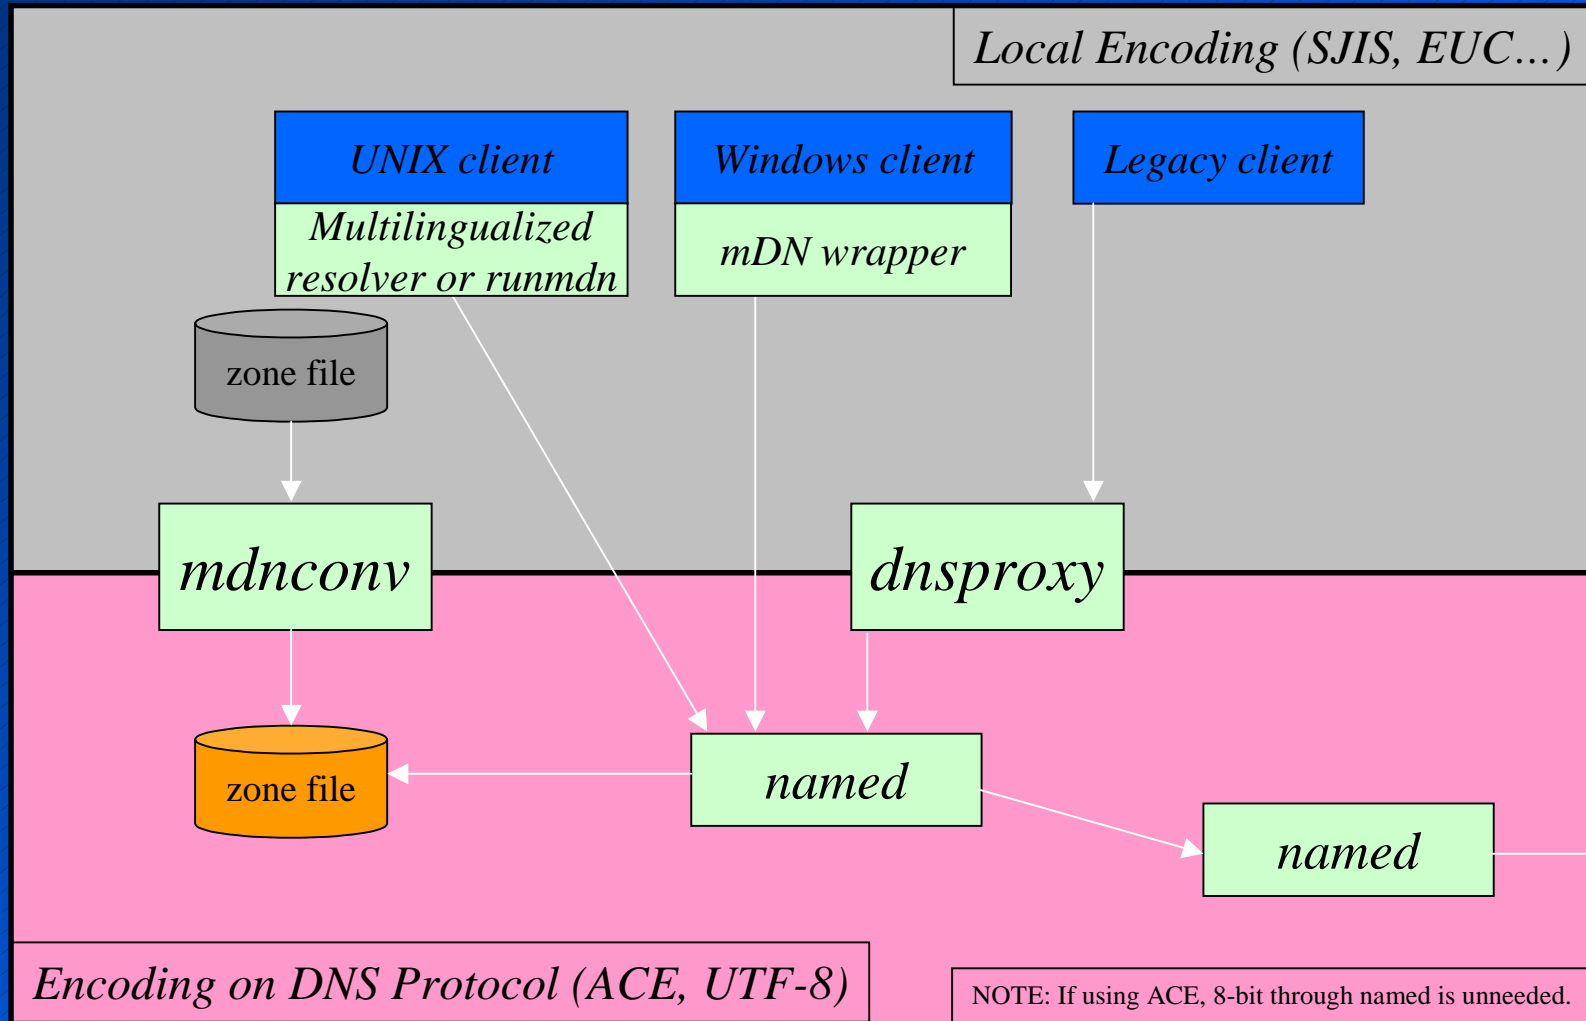 Local Encoding (SJIS, EUC…)
UNIX client
Windows client
Legacy client
Multilingualized
resolver or runmdn
mDN wrapper
zone file
mdnconv
dnsproxy
zone file
named
named
Encoding on DNS Protocol (ACE, UTF-8)
NOTE: If using ACE, 8-bit through named is unneeded.